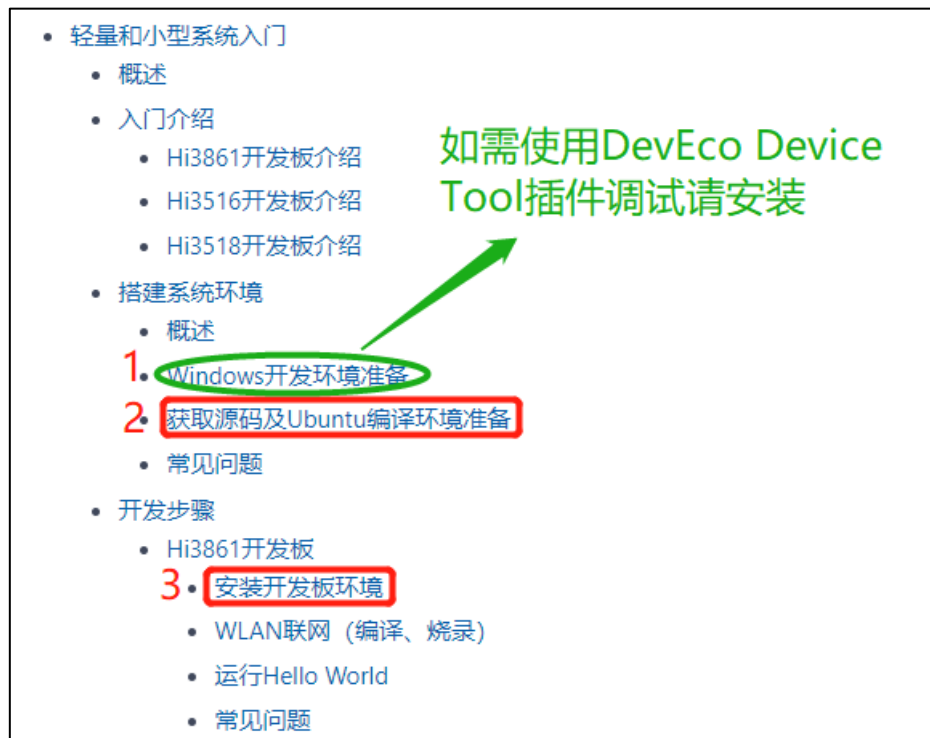 轻量和小型系统入门
概述
入门介绍
Hi3861开发板介绍
Hi3516开发板介绍
Hi3518开发板介绍
如需使用DevEco Device
Tool插件调试请安装
搭建系统环境
概述
1 Windows开发环境准备
2 获取源码及Ubuntu编译环境准备
常见问题
开发步骤
Hi3861开发板
3 安装开发板环境
WLAN联网（编译、烧录）
运行Hello World
常见问题